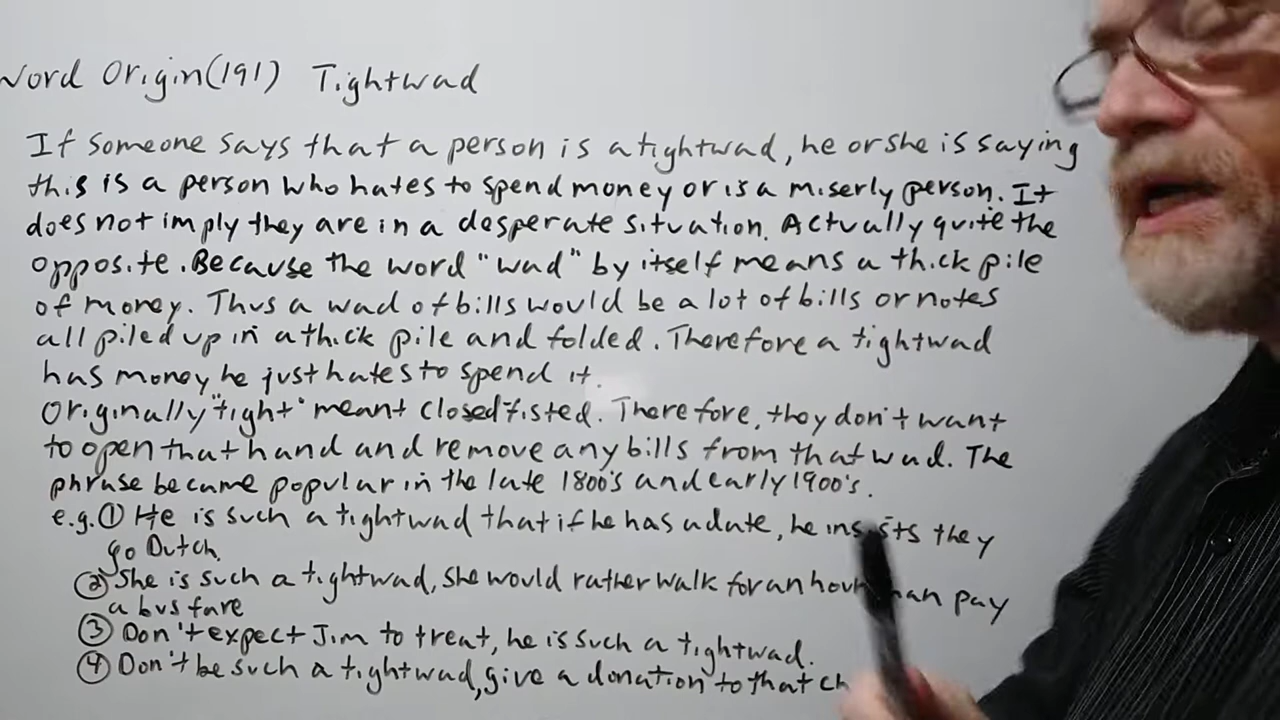 Word Origin (191) Tightwad
If someone says that a person is a tightwad, he or she is saying
this is a person who hates to spend money or is a miserly person. It
does not imply they are in a desperate situation. Actually quite the
opposite. Because the word "wad" by itself means a thick pile
of money. Thus a wad of bills would be a lot of bills or notes
all piled up in a thick pile and folded. Therefore a tightwad
has money he just hates to spend it.
Originally "tight" meant closed fisted. Therefore, they don't want
to open that hand and remove any bills from that wad. The
phrase became popular in the late 1800's and early 1900's.
e.g. ① He is such a tightwad that if he has a date, he insists they
go Dutch.
② She is such a tightwad, she would rather walk for an hour than pay
a bus fare
③ Don't expect Jim to treat, he is such a tightwad.
④ Don't be such a tightwad, give a donation to that